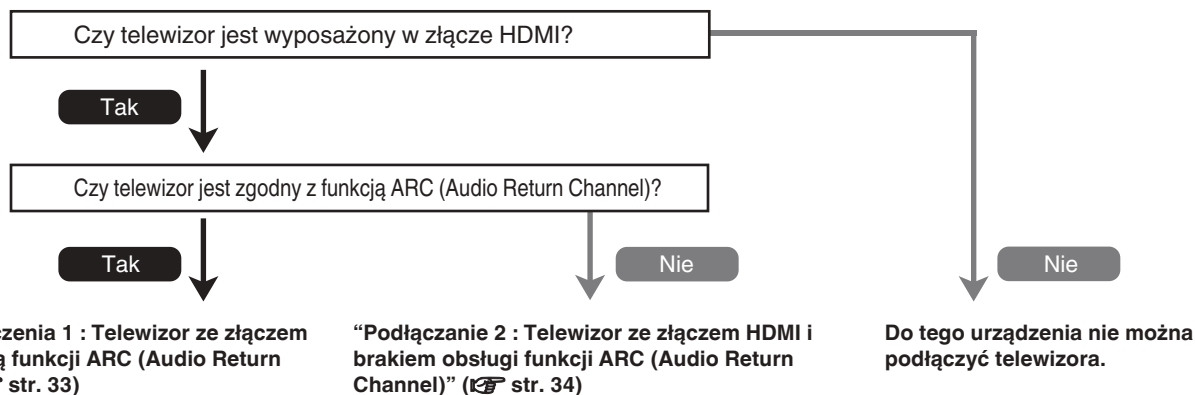 Czy telewizor jest wyposażony w złącze HDMI?
Tak
Czy telewizor jest zgodny z funkcją ARC (Audio Return Channel)?
Tak
Nie
Nie
1 : Telewizor ze złączem
funkcji ARC (Audio Return
str. 33)
“Podłączanie 2 : Telewizor ze złączem HDMI i
brakiem obsługi funkcji ARC (Audio Return
Channel)” (☞ str. 34)
Do tego urządzenia nie można
podłączyć telewizora.